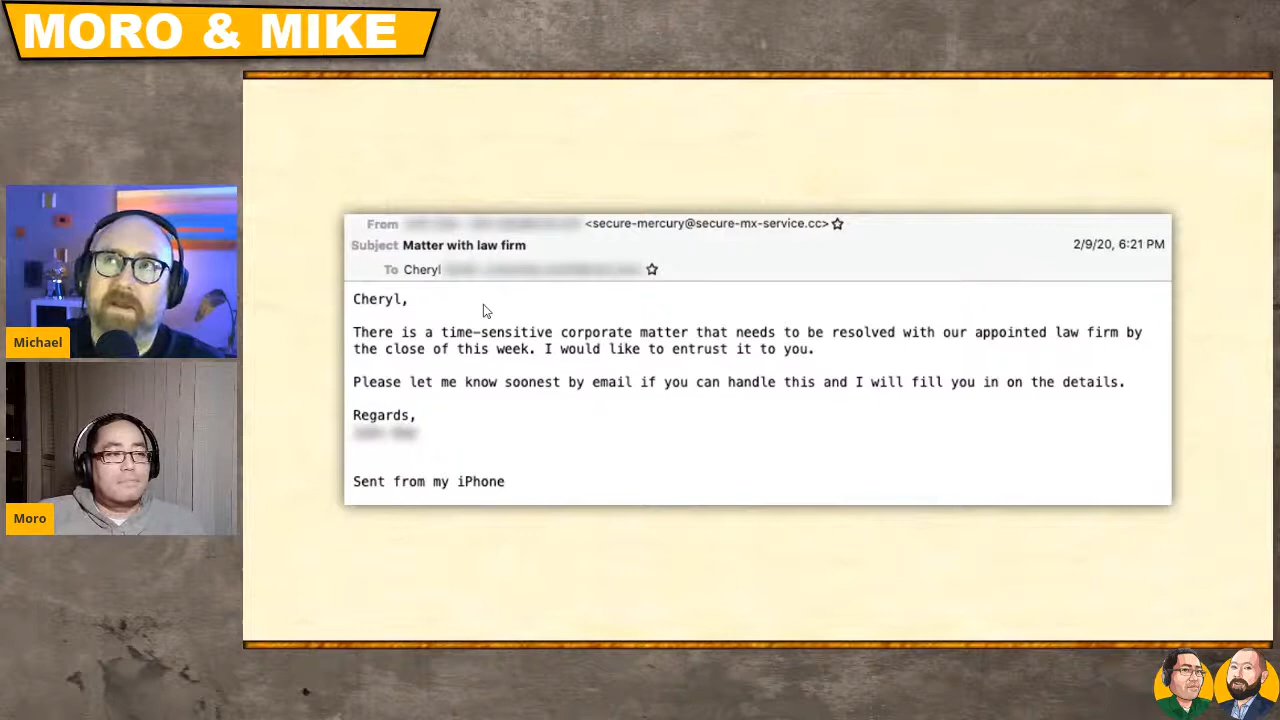 MORO & MIKE
From <secure-mercury@secure-mx-service.cc>
Subject Matter with law firm 2/9/20, 6:21 PM
To Cheryl
Cheryl,
There is a time-sensitive corporate matter that needs to be resolved with our appointed law firm by
the close of this week. I would like to entrust it to you.
Please let me know soonest by email if you can handle this and I will fill you in on the details.
Regards,
Sent from my iPhone
Michael
Moro